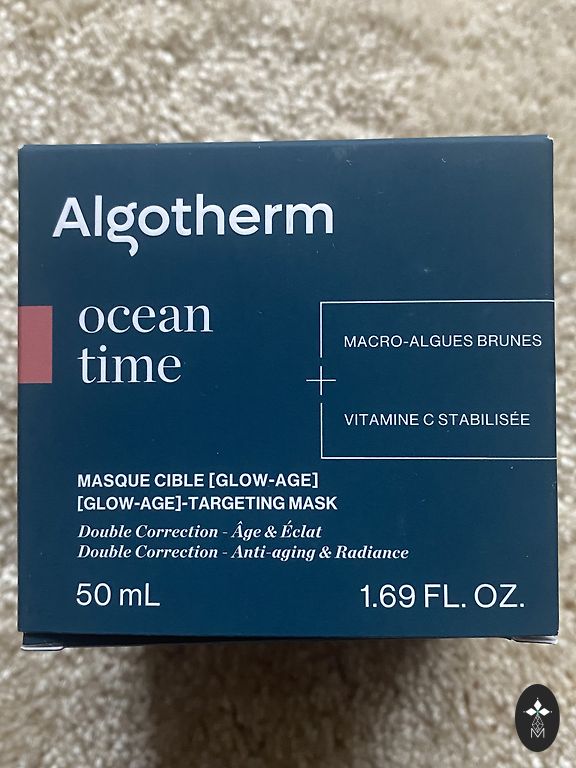 Algotherm
ocean
time
MACRO-ALGUES BRUNES
VITAMINE C STABILISÉE
MASQUE CIBLE [GLOW-AGE]
[GLOW-AGE]-TARGETING MASK
Double Correction - Âge & Éclat
Double Correction - Anti-aging & Radiance
50 mL
1.69 FL. OZ.
M